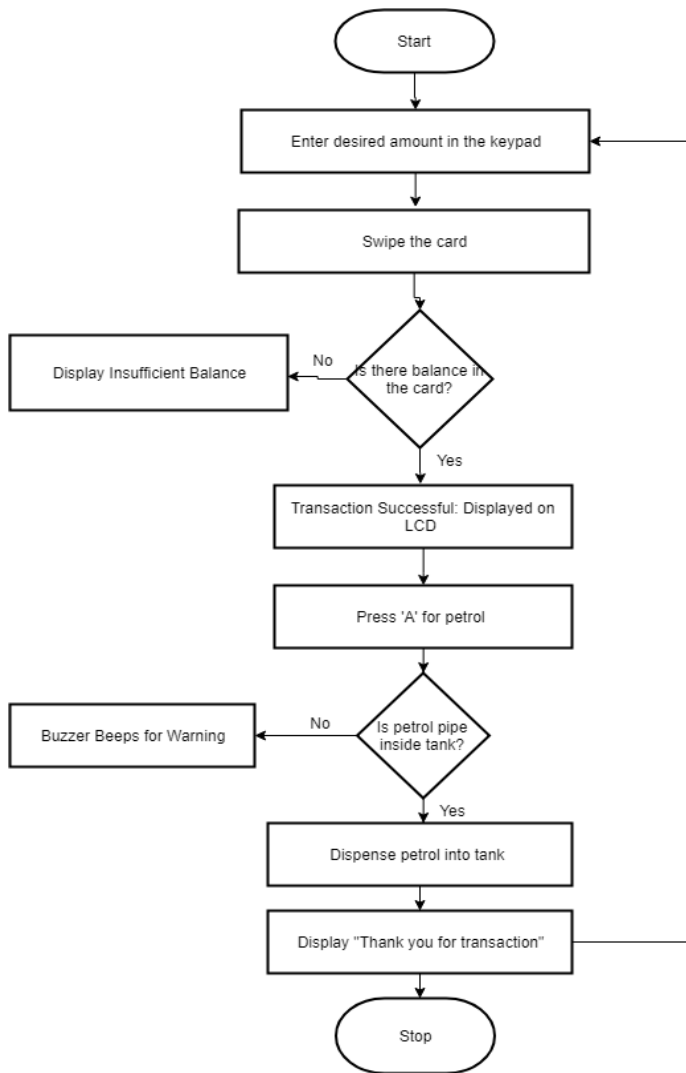 Start
Enter desired amount in the keypad
Swipe the card
Is there balance in
the card?
No
Display Insufficient Balance
Yes
Transaction Successful: Displayed on
LCD
Press 'A' for petrol
Is petrol pipe
inside tank?
No
Buzzer Beeps for Warning
Yes
Dispense petrol into tank
Display "Thank you for transaction"
Stop